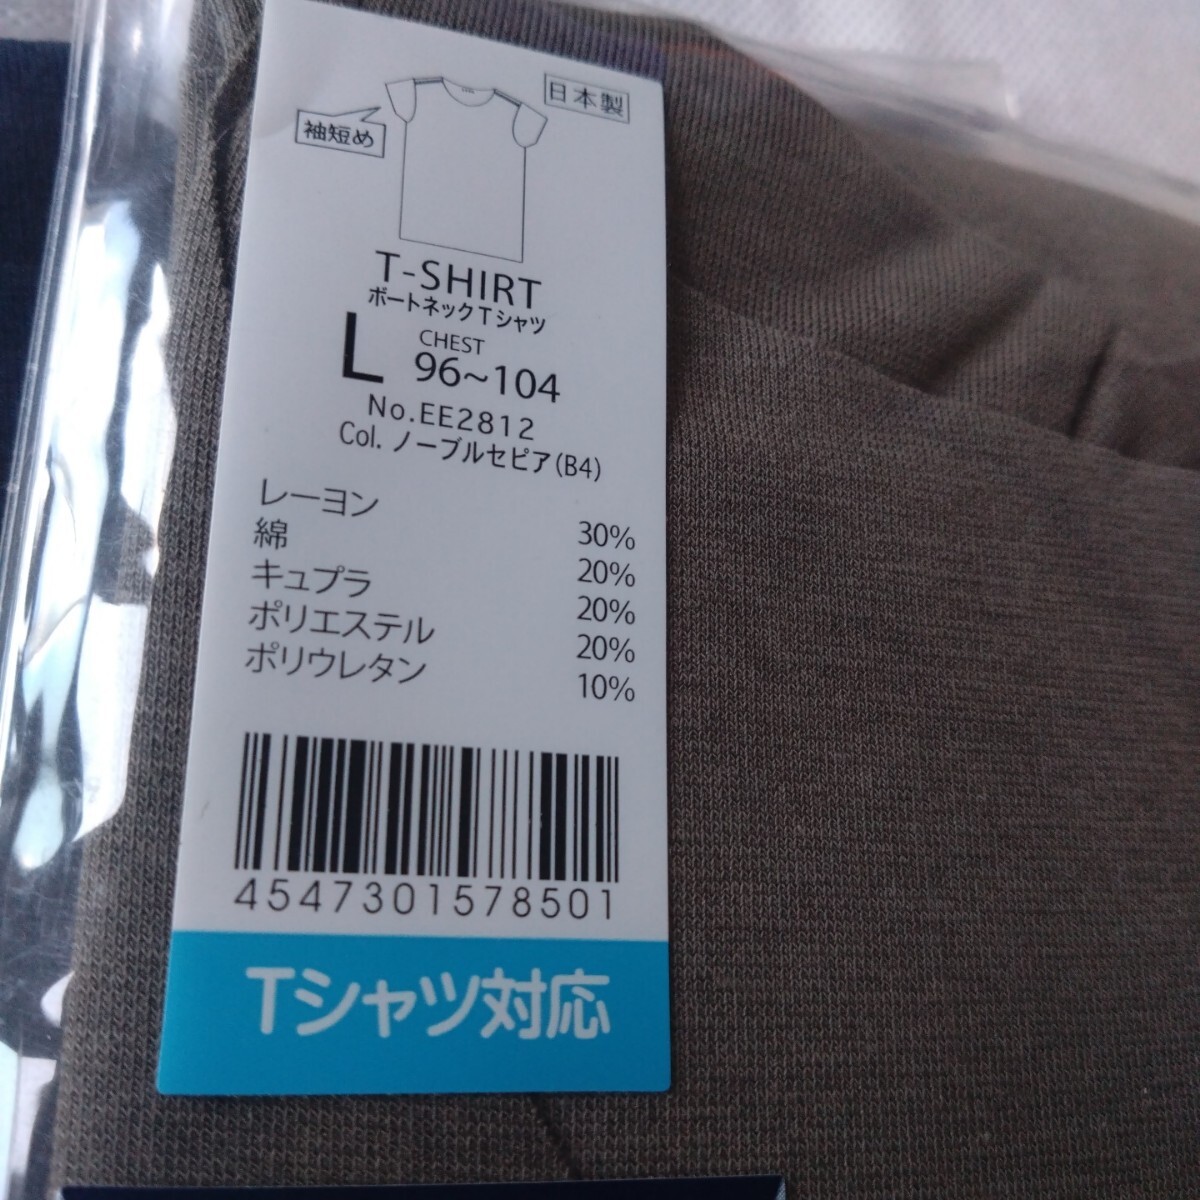 日本製
袖短め
T-SHIRT
ボートネックTシャツ
L CHEST 96~104
No.EE2812
Col. ノーブルセピア(B4)
レーヨン 30%
綿 20%
キュプラ 20%
ポリエステル 20%
ポリウレタン 10%
4547301578501
Tシャツ対応